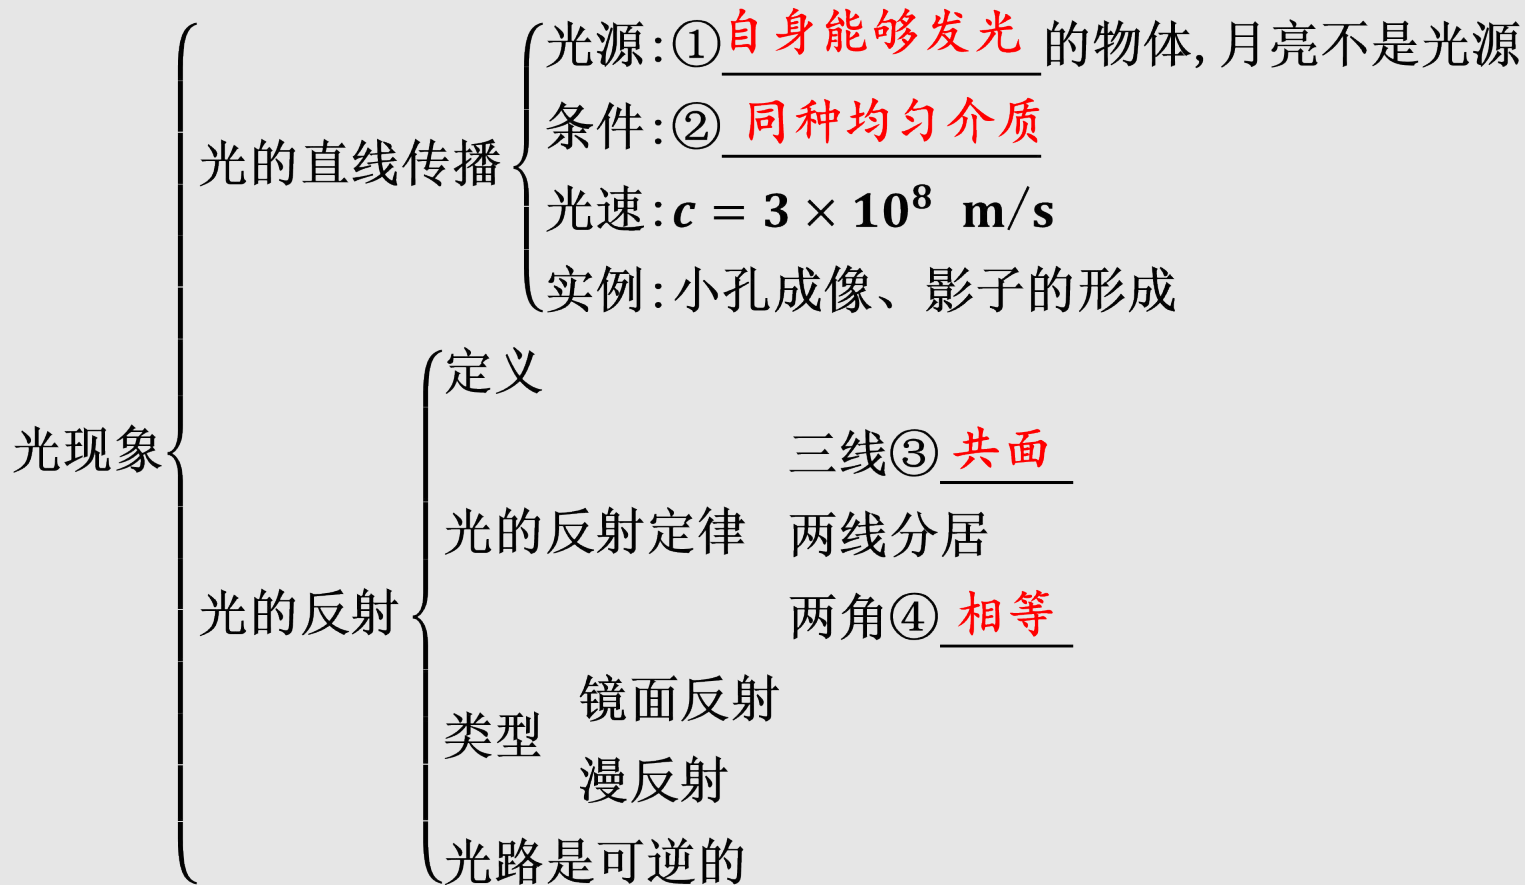 光现象
光的直线传播
光源:①自身能够发光的物体,月亮不是光源
条件:②同种均匀介质
光速:c = 3 × 10⁸ m/s
实例:小孔成像、影子的形成
光的反射
定义
光的反射定律
三线③共面
两线分居
两角④相等
类型
镜面反射
漫反射
光路是可逆的